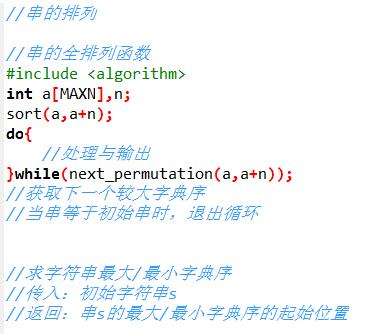 //串的排列
//串的全排列函数
#include <algorithm>
int a[MAXN],n;
sort(a,a+n);
do{
//处理与输出
}while(next_permutation(a,a+n));
//获取下一个较大字典序
//当串等于初始串时，退出循环
//求字符串最大/最小字典序
//传入：初始字符串s
//返回：串s的最大/最小字典序的起始位置